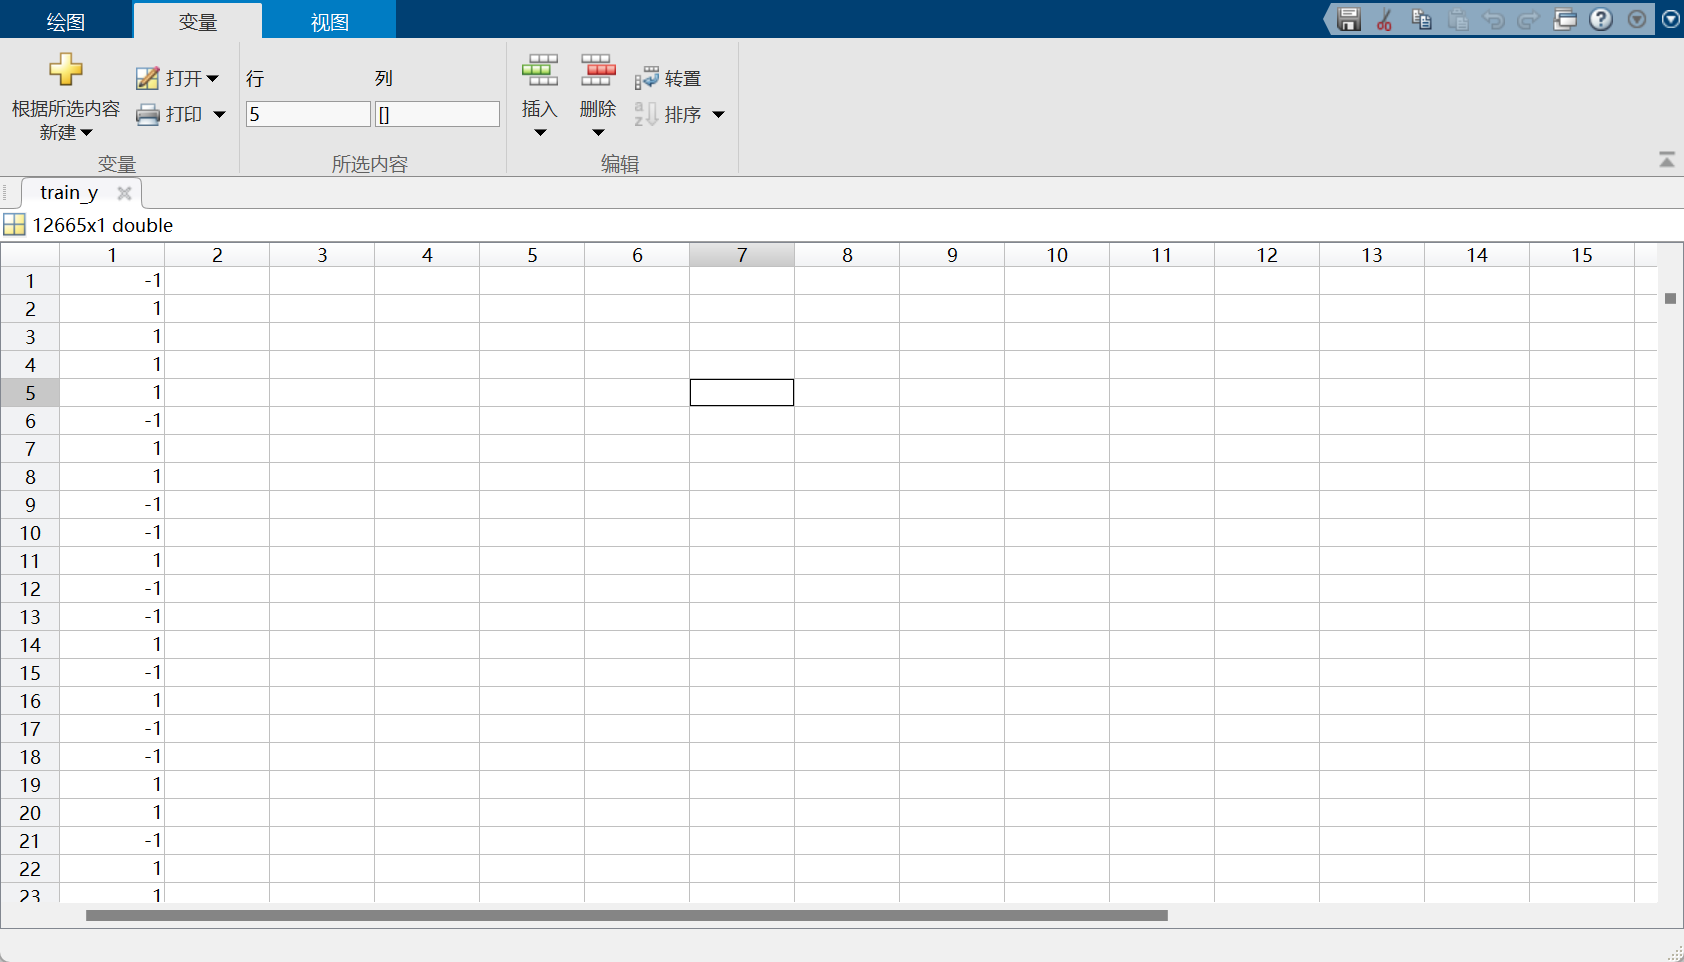 绘图 变量 视图
根据所选内容
新建
打开
打印
行 列
5 []
插入
删除
转置
排序
变量 所选内容 编辑
train_y
12665x1 double
1 2 3 4 5 6 7 8 9 10 11 12 13 14 15
1 -1
2 1
3 1
4 1
5 1
6 -1
7 1
8 1
9 -1
10 -1
11 1
12 -1
13 -1
14 1
15 -1
16 1
17 -1
18 -1
19 1
20 1
21 -1
22 1
23 1